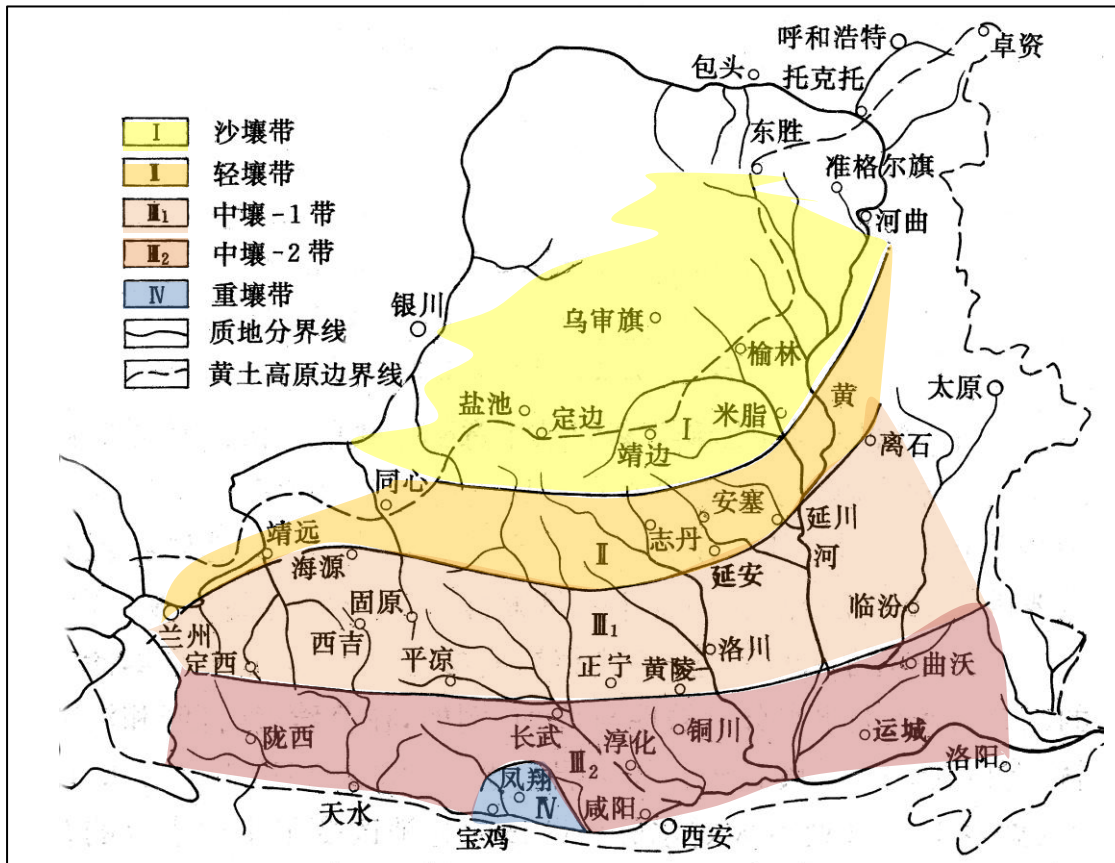 呼和浩特
卓资
包头
托克托
东胜
准格尔旗
河曲
Ⅰ 沙壤带
Ⅱ 轻壤带
Ⅲ1 中壤-1带
Ⅲ2 中壤-2带
Ⅳ 重壤带
质地分界线
黄土高原边界线
银川
乌审旗
榆林
太原
盐池
定边
靖边
Ⅰ
米脂
黄
离石
同心
靖远
海源
Ⅱ
志丹
安塞
延川
延安
河
兰州
定西
西吉
固原
平凉
Ⅲ1
正宁
黄陵
洛川
临汾
曲沃
陇西
长武
淳化
铜川
运城
洛阳
Ⅲ2
凤翔
Ⅳ
咸阳
天水
宝鸡
西安